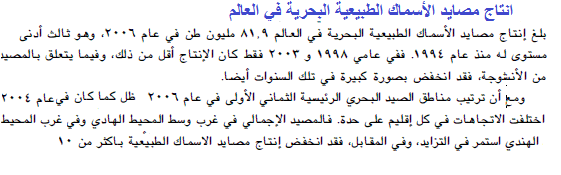 انتاج مصايد الأسماك الطبيعية البحرية في العالم
بلغ إنتاج مصايد الأسماك الطبيعية البحرية في العالم ٨١,٩ مليون طن في عام ٢٠٠٦، وهو ثالث أدنى
مستوى له منذ عام ١٩٩٤. ففي عامي ١٩٩٨ و ٢٠٠٣ فقط كان الإنتاج أقل من ذلك، وفيما يتعلق بالمصيد
من الأنشوجة، فقد انخفض بصورة كبيرة في تلك السنوات أيضا.
ومع أن ترتيب مناطق الصيد البحري الرئيسية الثماني الأولى في عام ٢٠٠٦ ظل كما كان في عام ٢٠٠٤
اختلفت الاتجاهات في كل إقليم على حدة. فالمصيد الإجمالي في غرب وسط المحيط الهادي وفي غرب المحيط
الهندي استمر في التزايد، وفي المقابل، فقد انخفض إنتاج مصايد الاسماك الطبيعية باكثر من ١٠